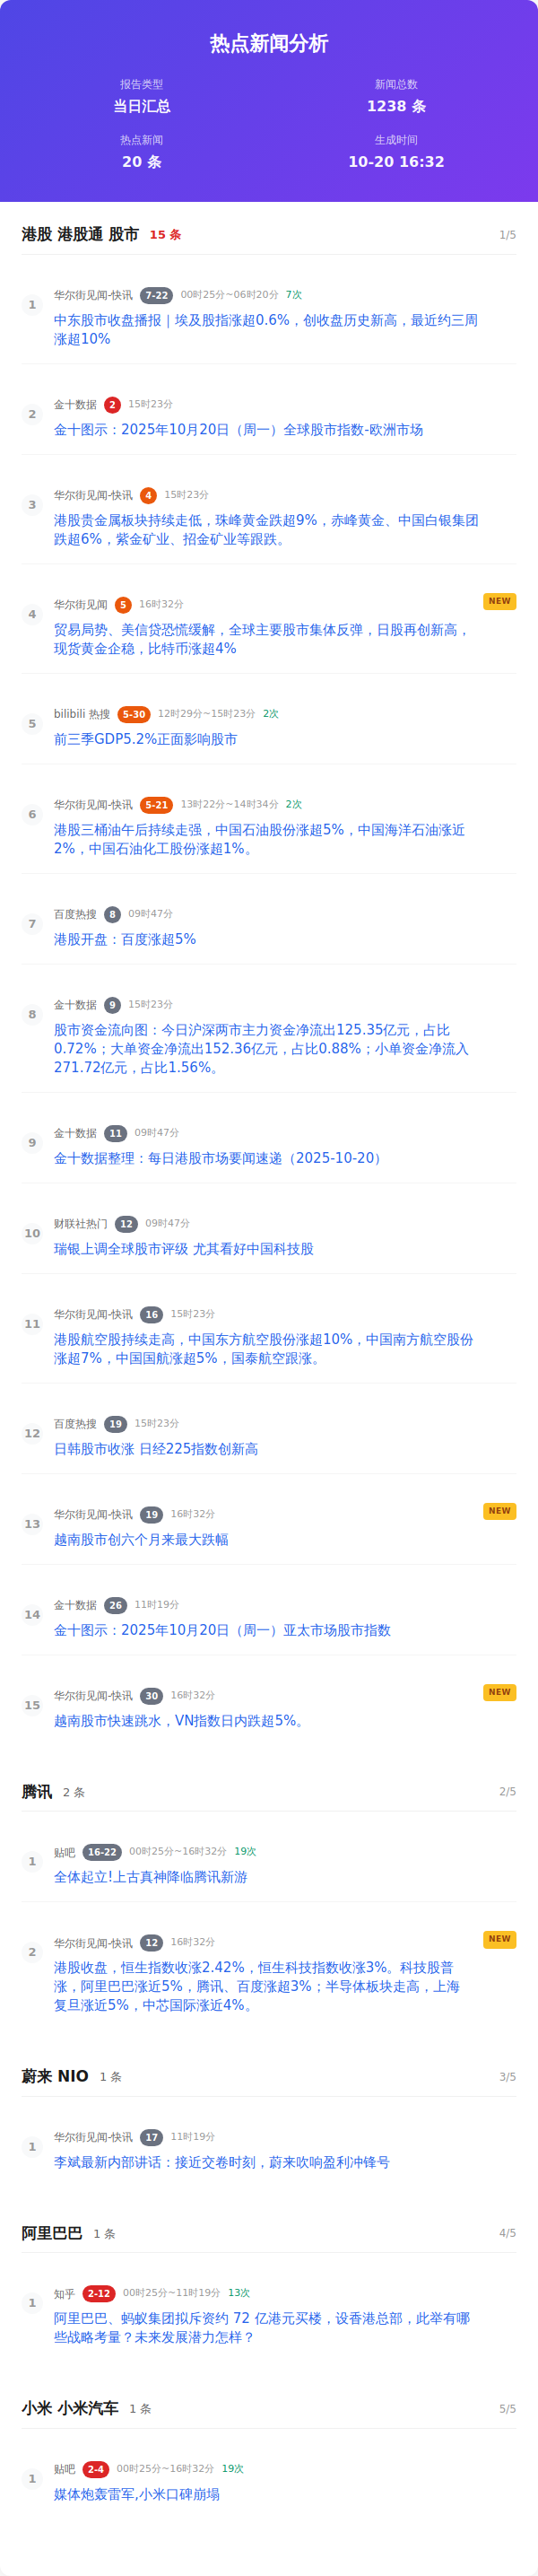 热点新闻分析
报告类型
当日汇总
新闻总数
1238 条
热点新闻
20 条
生成时间
10-20 16:32
港股 港股通 股市 15 条 1/5
1 华尔街见闻-快讯 7-22 00时25分~06时20分 7次
中东股市收盘播报｜埃及股指涨超0.6%，创收盘历史新高，最近约三周
涨超10%
2 金十数据 2 15时23分
金十图示：2025年10月20日（周一）全球股市指数-欧洲市场
3 华尔街见闻-快讯 4 15时23分
港股贵金属板块持续走低，珠峰黄金跌超9%，赤峰黄金、中国白银集团
跌超6%，紫金矿业、招金矿业等跟跌。
4 华尔街见闻 5 16时32分 NEW
贸易局势、美信贷恐慌缓解，全球主要股市集体反弹，日股再创新高，
现货黄金企稳，比特币涨超4%
5 bilibili 热搜 5-30 12时29分~15时23分 2次
前三季GDP5.2%正面影响股市
6 华尔街见闻-快讯 5-21 13时22分~14时34分 2次
港股三桶油午后持续走强，中国石油股份涨超5%，中国海洋石油涨近
2%，中国石油化工股份涨超1%。
7 百度热搜 8 09时47分
港股开盘：百度涨超5%
8 金十数据 9 15时23分
股市资金流向图：今日沪深两市主力资金净流出125.35亿元，占比
0.72%；大单资金净流出152.36亿元，占比0.88%；小单资金净流入
271.72亿元，占比1.56%。
9 金十数据 11 09时47分
金十数据整理：每日港股市场要闻速递（2025-10-20）
10 财联社热门 12 09时47分
瑞银上调全球股市评级 尤其看好中国科技股
11 华尔街见闻-快讯 16 15时23分
港股航空股持续走高，中国东方航空股份涨超10%，中国南方航空股份
涨超7%，中国国航涨超5%，国泰航空跟涨。
12 百度热搜 19 15时23分
日韩股市收涨 日经225指数创新高
13 华尔街见闻-快讯 19 16时32分 NEW
越南股市创六个月来最大跌幅
14 金十数据 26 11时19分
金十图示：2025年10月20日（周一）亚太市场股市指数
15 华尔街见闻-快讯 30 16时32分 NEW
越南股市快速跳水，VN指数日内跌超5%。
腾讯 2 条 2/5
1 贴吧 16-22 00时25分~16时32分 19次
全体起立!上古真神降临腾讯新游
2 华尔街见闻-快讯 12 16时32分 NEW
港股收盘，恒生指数收涨2.42%，恒生科技指数收涨3%。科技股普
涨，阿里巴巴涨近5%，腾讯、百度涨超3%；半导体板块走高，上海
复旦涨近5%，中芯国际涨近4%。
蔚来 NIO 1 条 3/5
1 华尔街见闻-快讯 17 11时19分
李斌最新内部讲话：接近交卷时刻，蔚来吹响盈利冲锋号
阿里巴巴 1 条 4/5
1 知乎 2-12 00时25分~11时19分 13次
阿里巴巴、蚂蚁集团拟斥资约 72 亿港元买楼，设香港总部，此举有哪
些战略考量？未来发展潜力怎样？
小米 小米汽车 1 条 5/5
1 贴吧 2-4 00时25分~16时32分 19次
媒体炮轰雷军,小米口碑崩塌